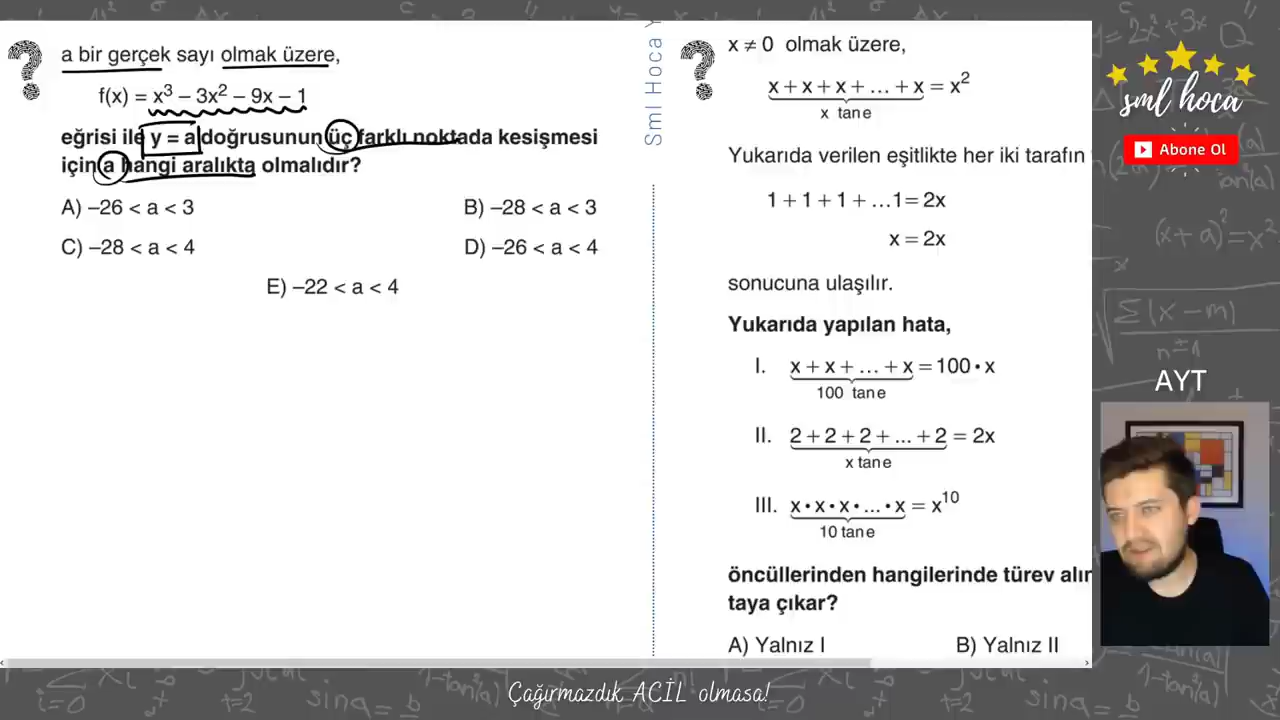 a bir gerçek sayı olmak üzere,
f(x) = x³ – 3x² – 9x – 1
eğrisi ile y = a doğrusunun üç farklı noktada kesişmesi
için a hangi aralıkta olmalıdır?
A) –26 < a < 3
B) –28 < a < 3
C) –28 < a < 4
D) –26 < a < 4
E) –22 < a < 4
Sml Hoca Y
x ≠ 0 olmak üzere,
x + x + x + ... + x = x²
x tane
Yukarıda verilen eşitlikte her iki tarafın
1 + 1 + 1 + ...1 = 2x
x = 2x
sonucuna ulaşılır.
Yukarıda yapılan hata,
I. x + x + ... + x = 100 • x
100 tane
II. 2 + 2 + 2 + ... + 2 = 2x
x tane
III. x • x • x • ... • x = x¹⁰
10 tane
öncüllerinden hangilerinde türev alır
taya çıkar?
A) Yalnız I
B) Yalnız II
sml hoca
Abone Ol
AYT
Çağırmazdık ACİL olmasa!